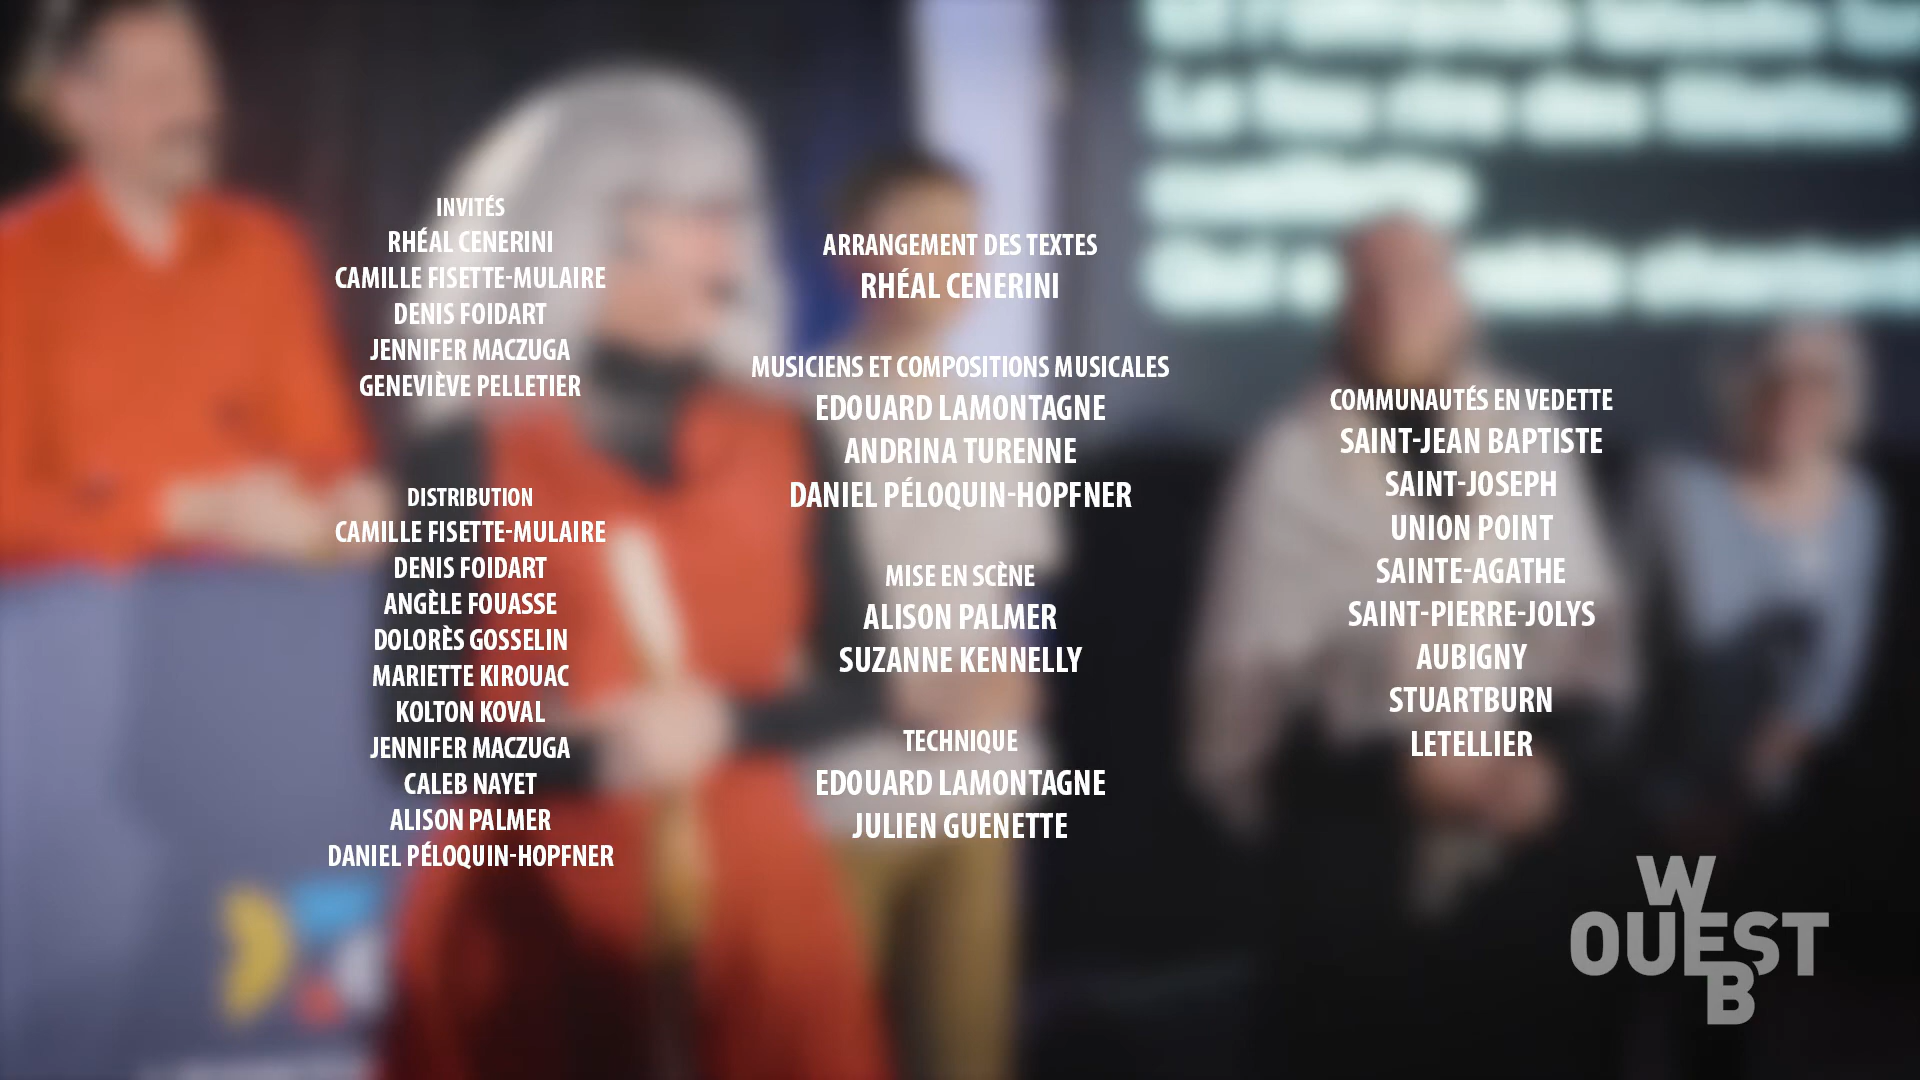 INVITÉS
RHÉAL CENERINI
CAMILLE FISETTE-MULAIRE
DENIS FOIDART
JENNIFER MACZUGA
GENEVIÈVE PELLETIER
DISTRIBUTION
CAMILLE FISETTE-MULAIRE
DENIS FOIDART
ANGÈLE FOUASSE
DOLORÈS GOSSELIN
MARIETTE KIROUAC
KOLTON KOVAL
JENNIFER MACZUGA
CALEB NAYET
ALISON PALMER
DANIEL PÉLOQUIN-HOPFNER
ARRANGEMENT DES TEXTES
RHÉAL CENERINI
MUSICIENS ET COMPOSITIONS MUSICALES
EDOUARD LAMONTAGNE
ANDRINA TURENNE
DANIEL PÉLOQUIN-HOPFNER
MISE EN SCÈNE
ALISON PALMER
SUZANNE KENNELLY
TECHNIQUE
EDOUARD LAMONTAGNE
JULIEN GUENETTE
COMMUNAUTÉS EN VEDETTE
SAINT-JEAN BAPTISTE
SAINT-JOSEPH
UNION POINT
SAINTE-AGATHE
SAINT-PIERRE-JOLYS
AUBIGNY
STUARTBURN
LETELLIER
WEB
OUEST